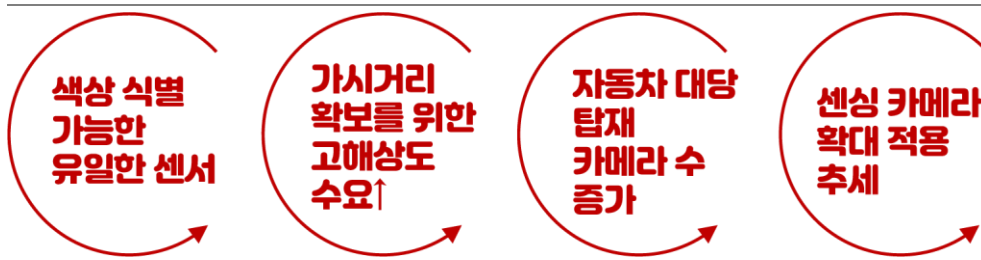 색상 식별
가능한
유일한 센서
가시거리
확보를 위한
고해상도
수요↑
자동차 대당
탑재
카메라 수
증가
센싱 카메라
확대 적용
추세